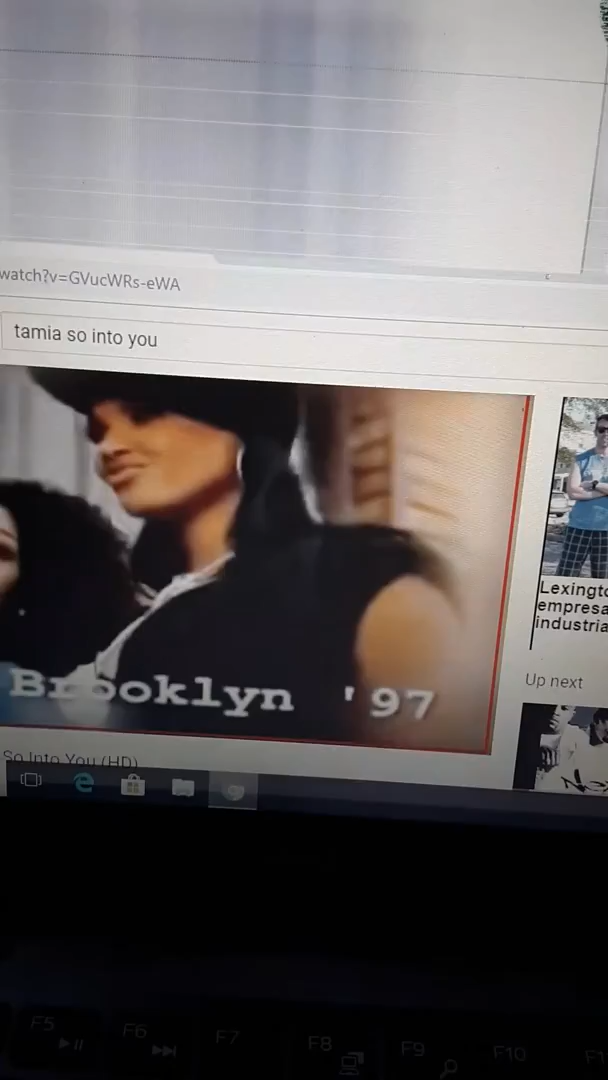 watch?v=GVucWRs-eWA
tamia so into you
Brooklyn '97
Lexingto
empresa
industria
Up next
So Into You (HD)
F5
F6
F7
F8
F9
F10
F1